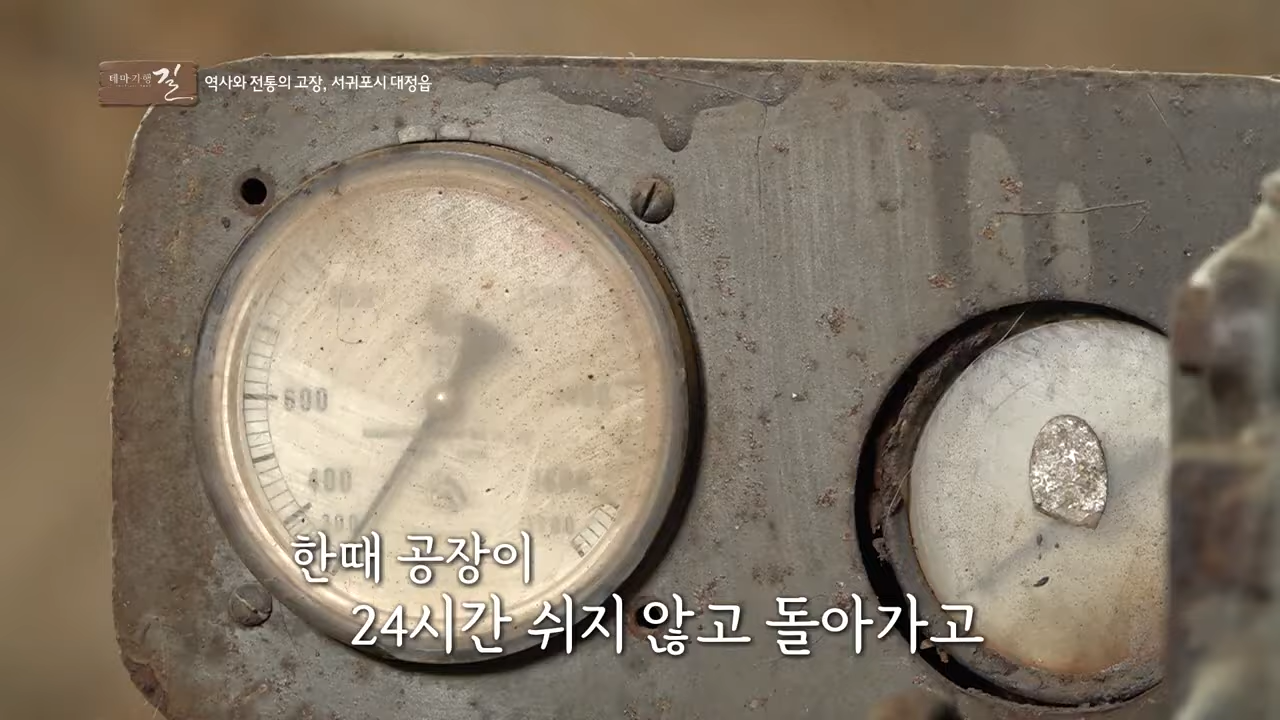 테마기행 길
역사와 전통의 고장, 서귀포시 대정읍
600
400
한때 공장이
24시간 쉬지 않고 돌아가고